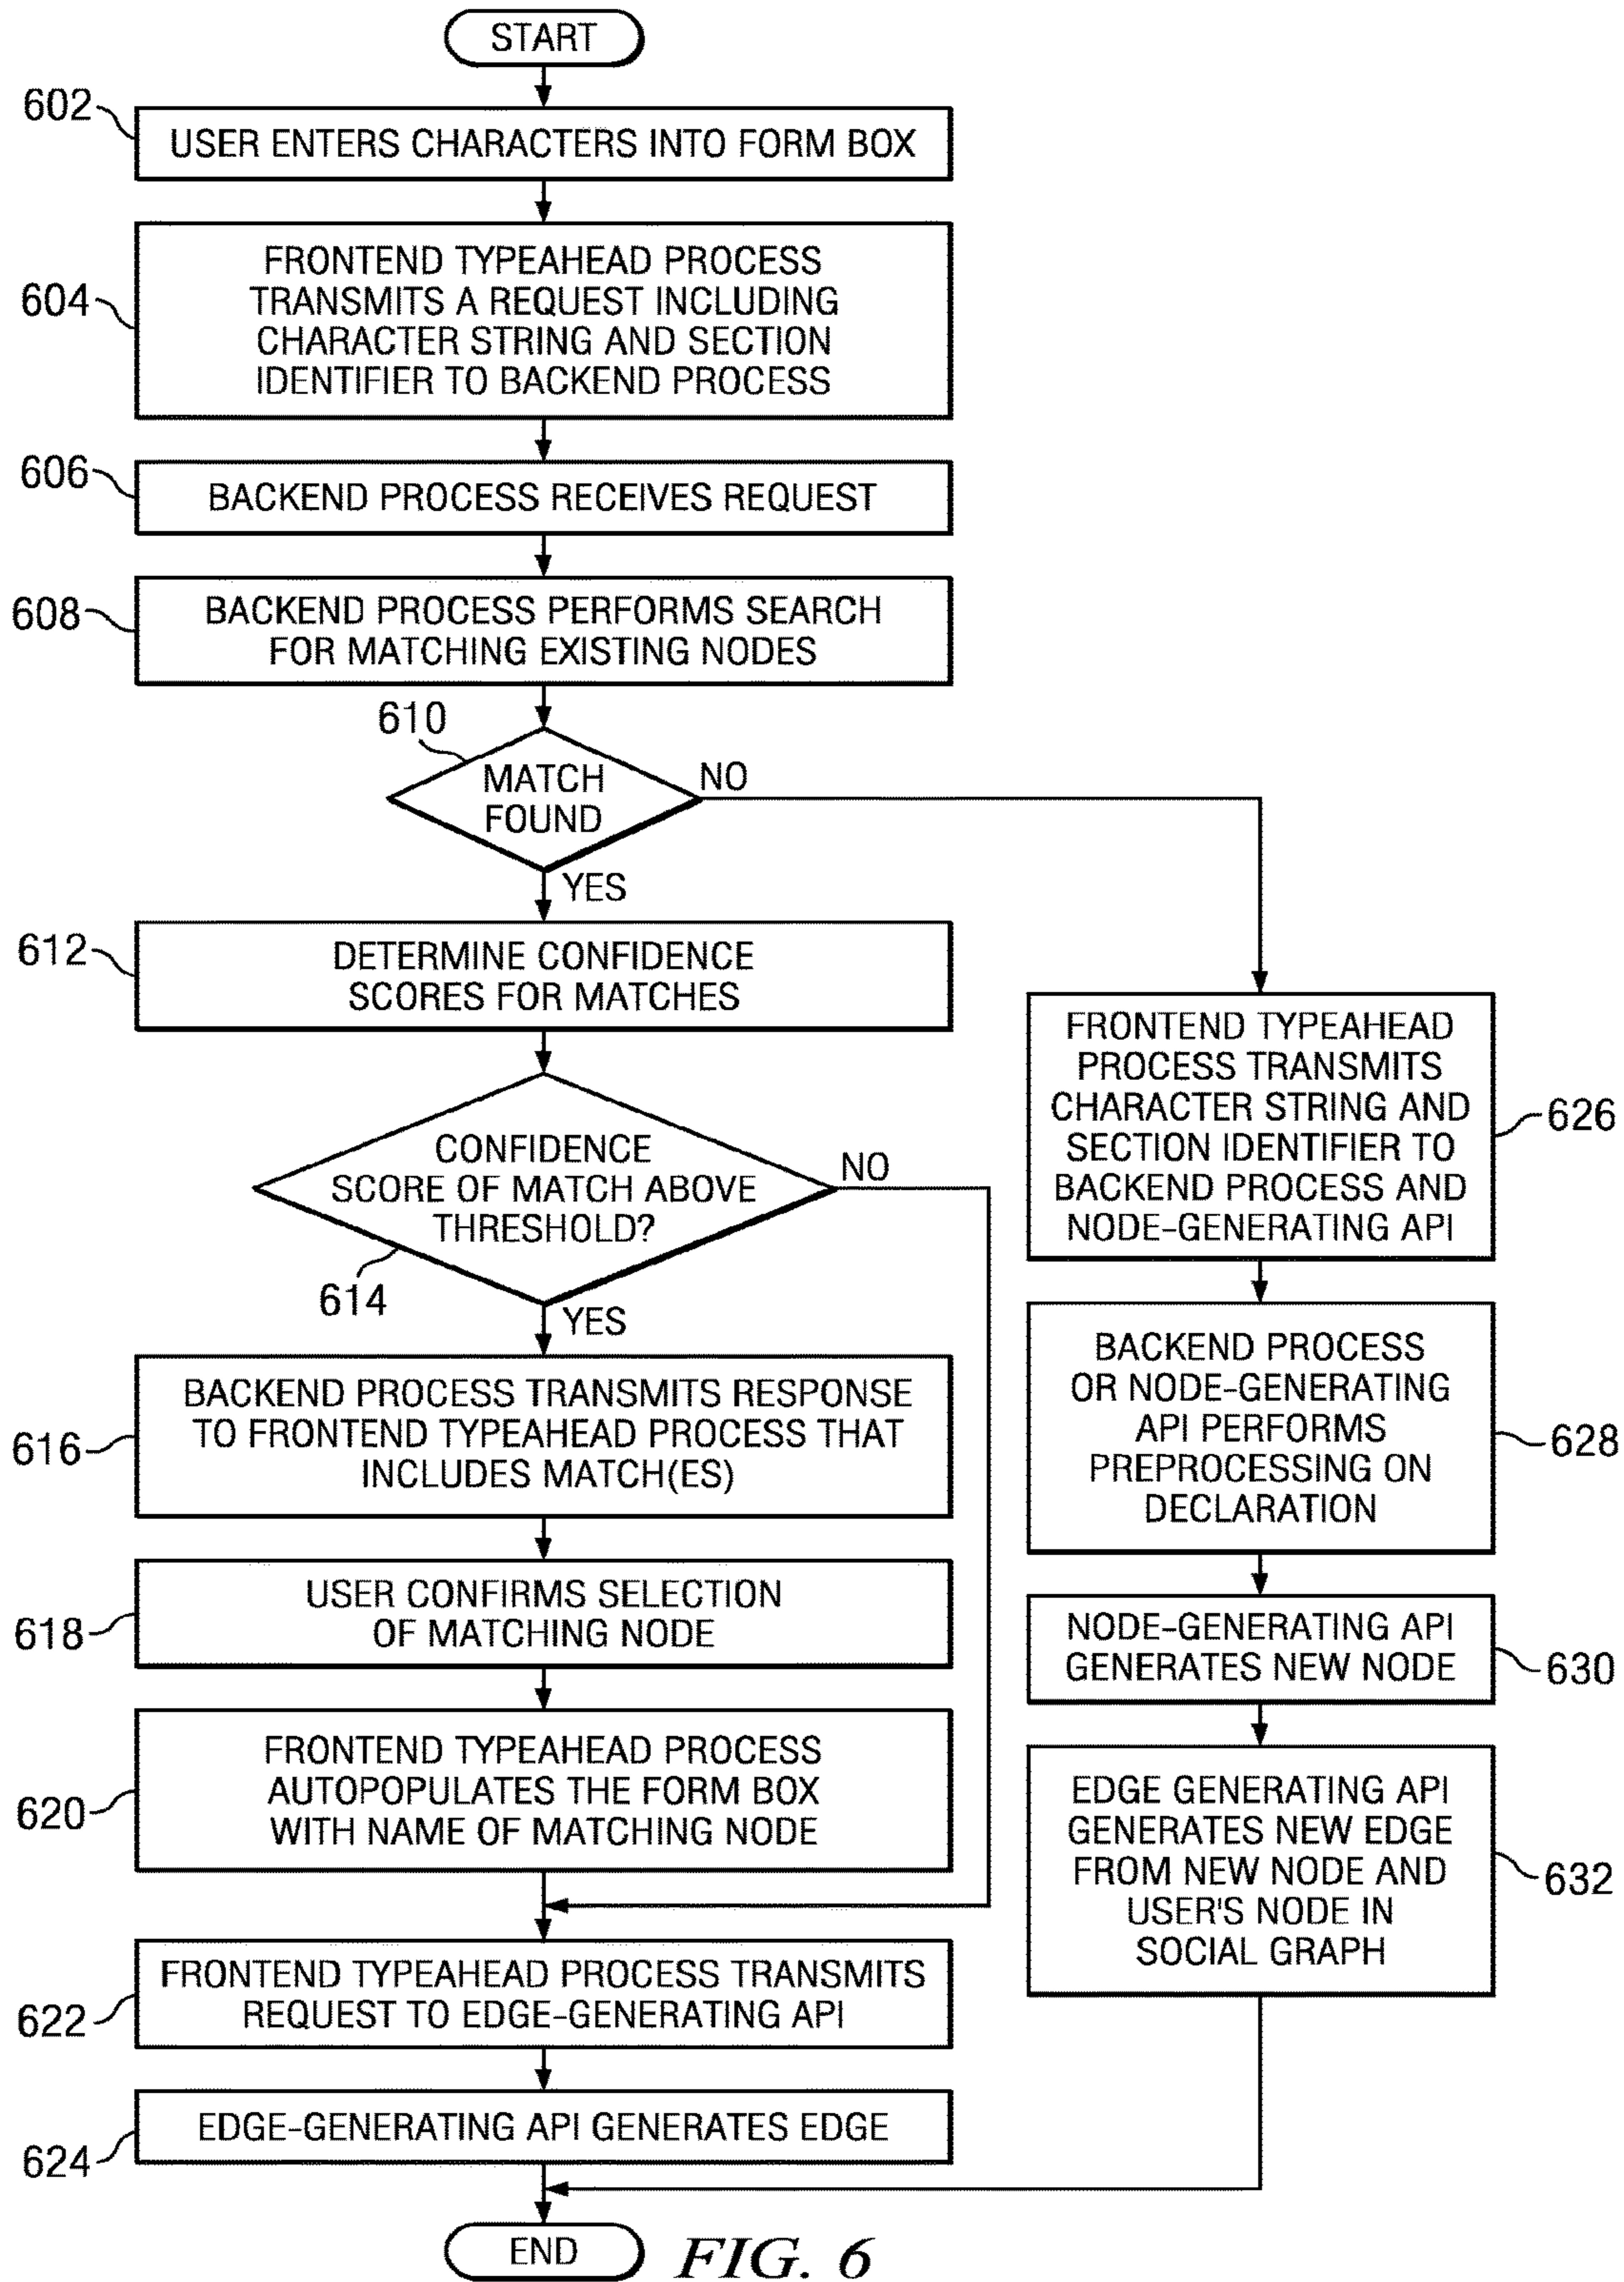 START
602
USER ENTERS CHARACTERS INTO FORM BOX
604
FRONTEND TYPEAHEAD PROCESS
TRANSMITS A REQUEST INCLUDING
CHARACTER STRING AND SECTION
IDENTIFIER TO BACKEND PROCESS
606
BACKEND PROCESS RECEIVES REQUEST
608
BACKEND PROCESS PERFORMS SEARCH
FOR MATCHING EXISTING NODES
610
MATCH
FOUND
NO
YES
612
DETERMINE CONFIDENCE
SCORES FOR MATCHES
CONFIDENCE
SCORE OF MATCH ABOVE
THRESHOLD?
NO
614
YES
616
BACKEND PROCESS TRANSMITS RESPONSE
TO FRONTEND TYPEAHEAD PROCESS THAT
INCLUDES MATCH(ES)
618
USER CONFIRMS SELECTION
OF MATCHING NODE
620
FRONTEND TYPEAHEAD PROCESS
AUTOPOPULATES THE FORM BOX
WITH NAME OF MATCHING NODE
622
FRONTEND TYPEAHEAD PROCESS TRANSMITS
REQUEST TO EDGE-GENERATING API
624
EDGE-GENERATING API GENERATES EDGE
FRONTEND TYPEAHEAD
PROCESS TRANSMITS
CHARACTER STRING AND
SECTION IDENTIFIER TO
BACKEND PROCESS AND
NODE-GENERATING API
626
BACKEND PROCESS
OR NODE-GENERATING
API PERFORMS
PREPROCESSING ON
DECLARATION
628
NODE-GENERATING API
GENERATES NEW NODE
630
EDGE GENERATING API
GENERATES NEW EDGE
FROM NEW NODE AND
USER'S NODE IN
SOCIAL GRAPH
632
END
FIG. 6